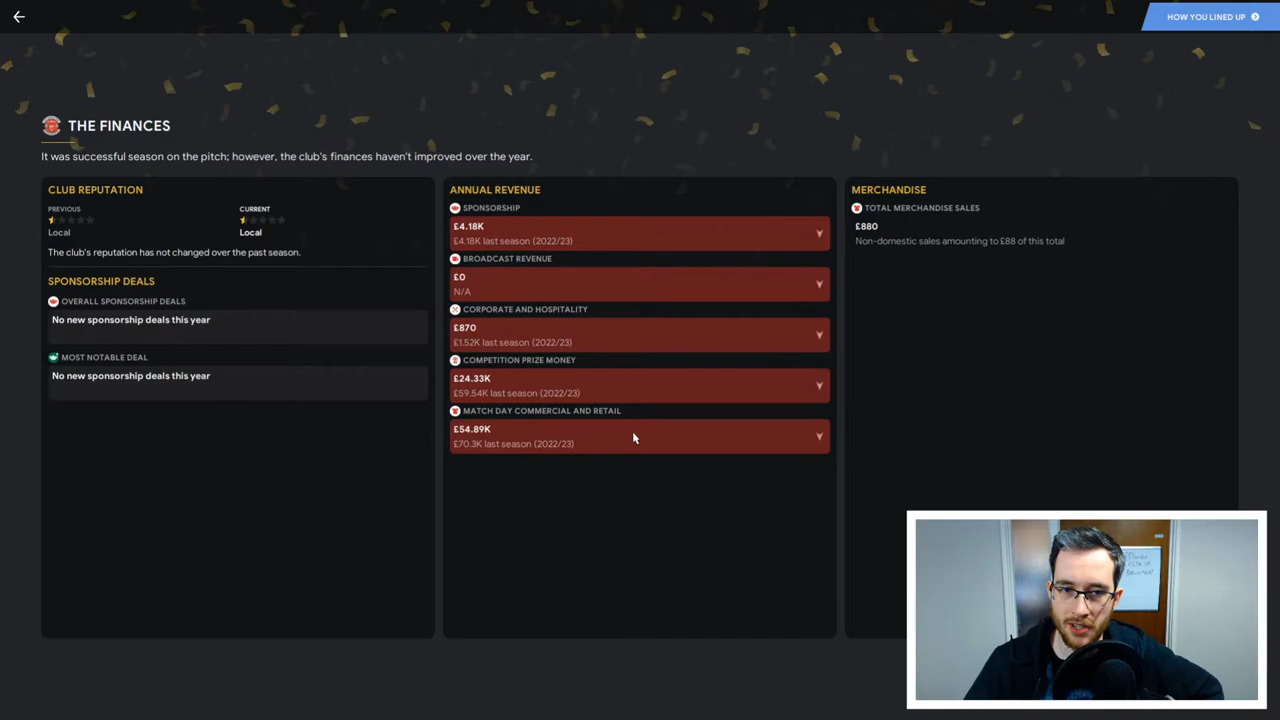 HOW YOU LINED UP
THE FINANCES
It was successful season on the pitch; however, the club's finances haven't improved over the year.
CLUB REPUTATION
PREVIOUS
CURRENT
Local
Local
The club's reputation has not changed over the past season.
SPONSORSHIP DEALS
OVERALL SPONSORSHIP DEALS
No new sponsorship deals this year
MOST NOTABLE DEAL
No new sponsorship deals this year
ANNUAL REVENUE
SPONSORSHIP
£4.18K
£4.18K last season (2022/23)
BROADCAST REVENUE
£0
N/A
CORPORATE AND HOSPITALITY
£870
£1.52K last season (2022/23)
COMPETITION PRIZE MONEY
£24.33K
£59.54K last season (2022/23)
MATCH DAY COMMERCIAL AND RETAIL
£54.89K
£70.3K last season (2022/23)
MERCHANDISE
TOTAL MERCHANDISE SALES
£880
Non-domestic sales amounting to £88 of this total